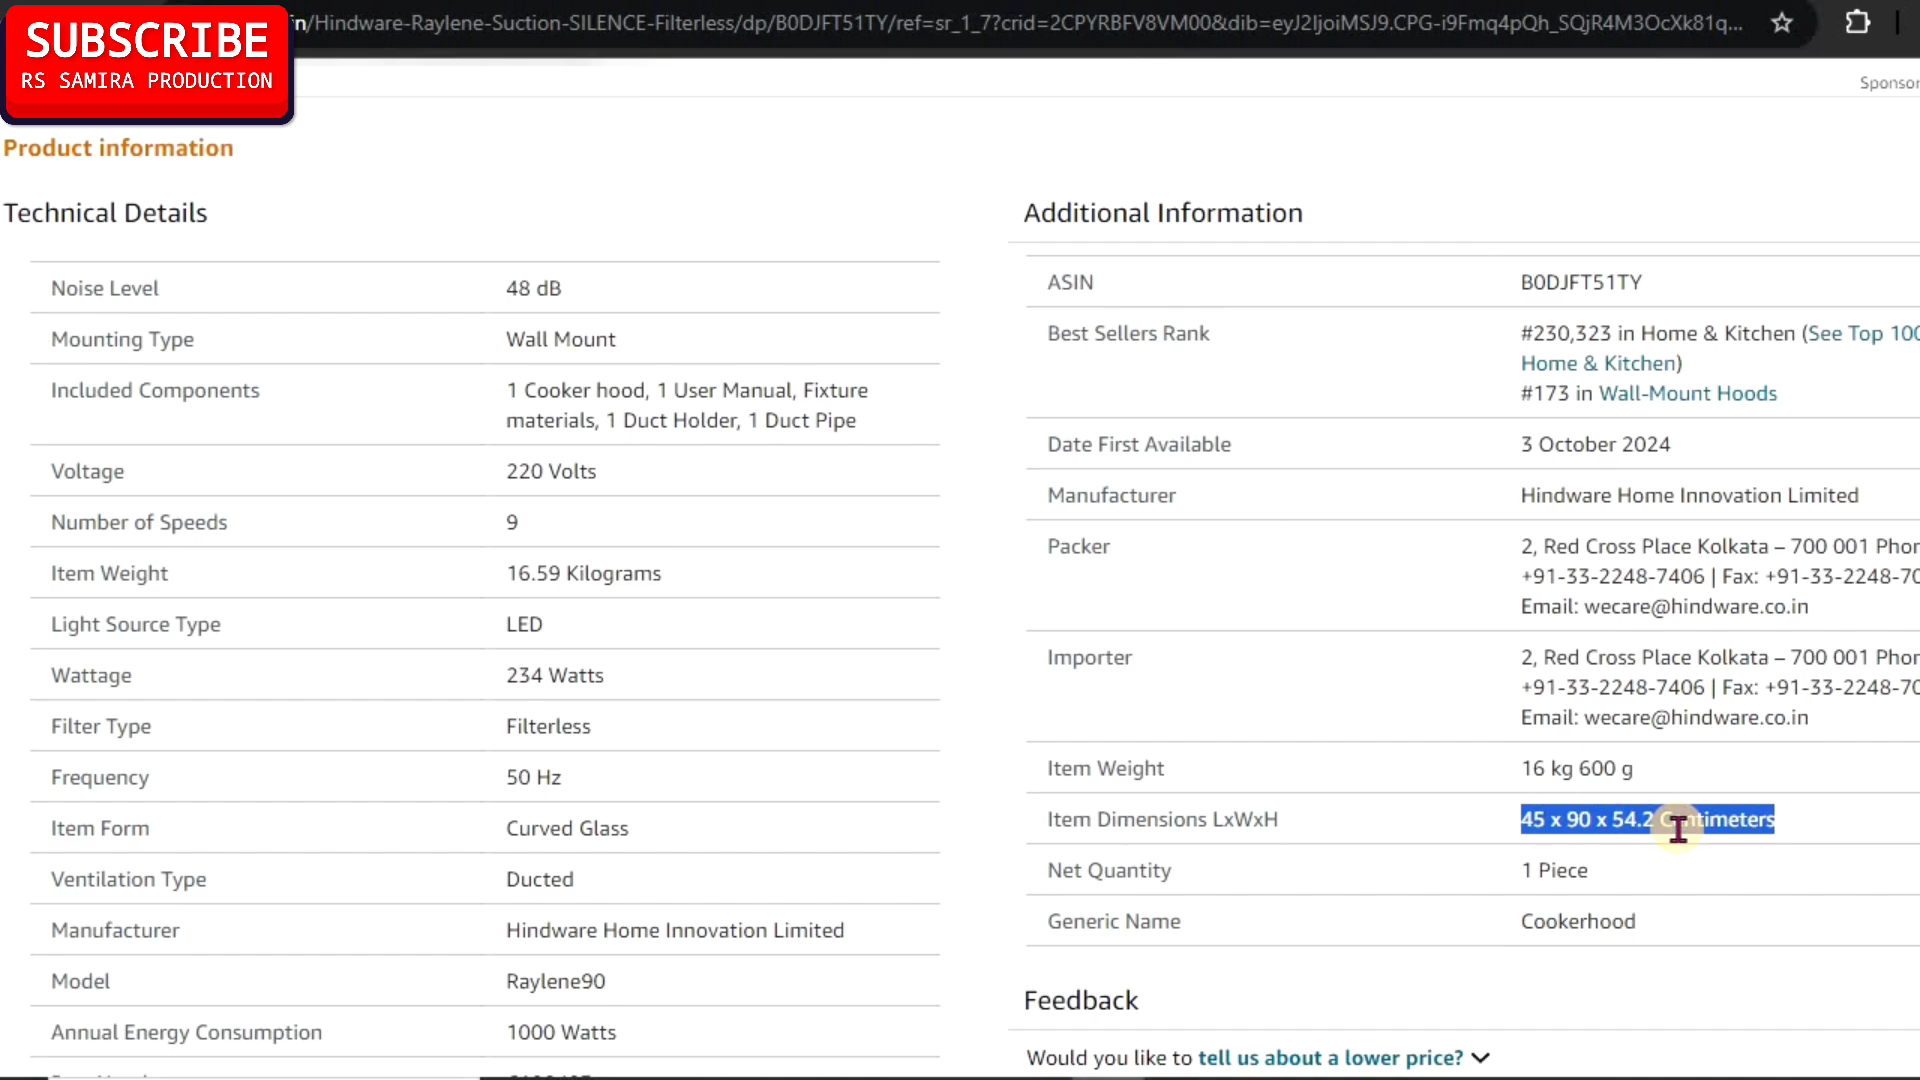 SUBSCRIBE
RS SAMIRA PRODUCTION
in/Hindware-Raylene-Suction-SILENCE-Filterless/dp/B0DJFT51TY/ref=sr_1_7?crid=2CPYRBFV8VM00&dib=eyJ2IjoiMSJ9.CPG-i9Fmq4pQh_SQjR4M3OcXk81q...
Sponsor
Product information
Technical Details
Noise Level 48 dB
Mounting Type Wall Mount
Included Components 1 Cooker hood, 1 User Manual, Fixture
materials, 1 Duct Holder, 1 Duct Pipe
Voltage 220 Volts
Number of Speeds 9
Item Weight 16.59 Kilograms
Light Source Type LED
Wattage 234 Watts
Filter Type Filterless
Frequency 50 Hz
Item Form Curved Glass
Ventilation Type Ducted
Manufacturer Hindware Home Innovation Limited
Model Raylene90
Annual Energy Consumption 1000 Watts
Additional Information
ASIN B0DJFT51TY
Best Sellers Rank #230,323 in Home & Kitchen (See Top 100
Home & Kitchen)
#173 in Wall-Mount Hoods
Date First Available 3 October 2024
Manufacturer Hindware Home Innovation Limited
Packer 2, Red Cross Place Kolkata – 700 001 Phon
+91-33-2248-7406 | Fax: +91-33-2248-70
Email: wecare@hindware.co.in
Importer 2, Red Cross Place Kolkata – 700 001 Phon
+91-33-2248-7406 | Fax: +91-33-2248-70
Email: wecare@hindware.co.in
Item Weight 16 kg 600 g
Item Dimensions LxWxH 45 x 90 x 54.2 Centimeters
Net Quantity 1 Piece
Generic Name Cookerhood
Feedback
Would you like to tell us about a lower price?